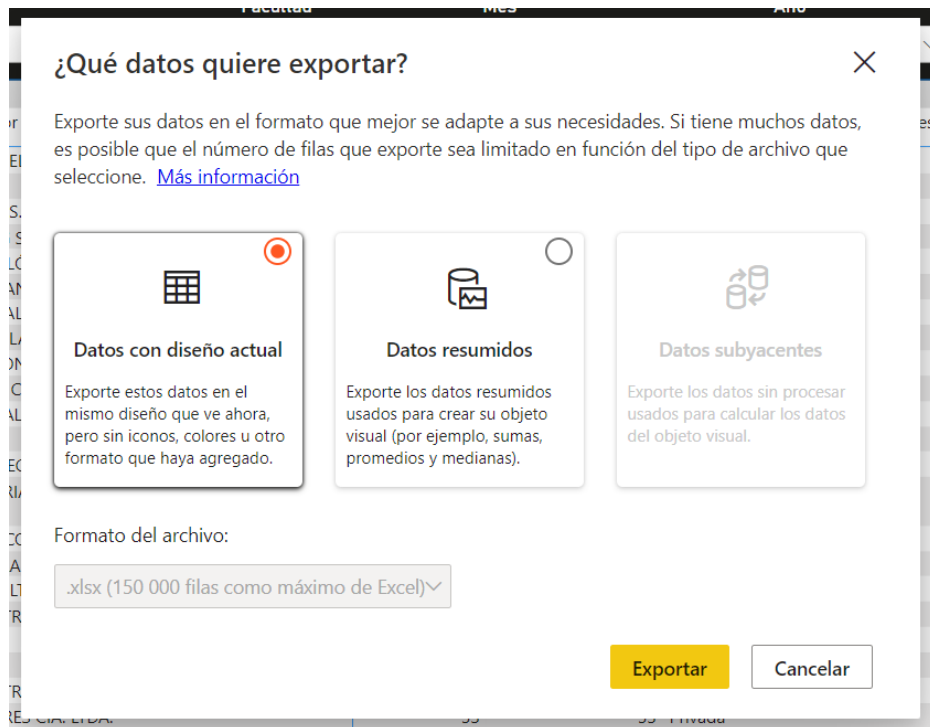 Facultad Mes Año
¿Qué datos quiere exportar?
Exporte sus datos en el formato que mejor se adapte a sus necesidades. Si tiene muchos datos,
es posible que el número de filas que exporte sea limitado en función del tipo de archivo que
seleccione. Más información
Datos con diseño actual
Exporte estos datos en el
mismo diseño que ve ahora,
pero sin iconos, colores u otro
formato que haya agregado.
Datos resumidos
Exporte los datos resumidos
usados para crear su objeto
visual (por ejemplo, sumas,
promedios y medianas).
Datos subyacentes
Exporte los datos sin procesar
usados para calcular los datos
del objeto visual.
Formato del archivo:
.xlsx (150 000 filas como máximo de Excel)
Exportar
Cancelar